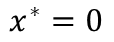 x* = 0